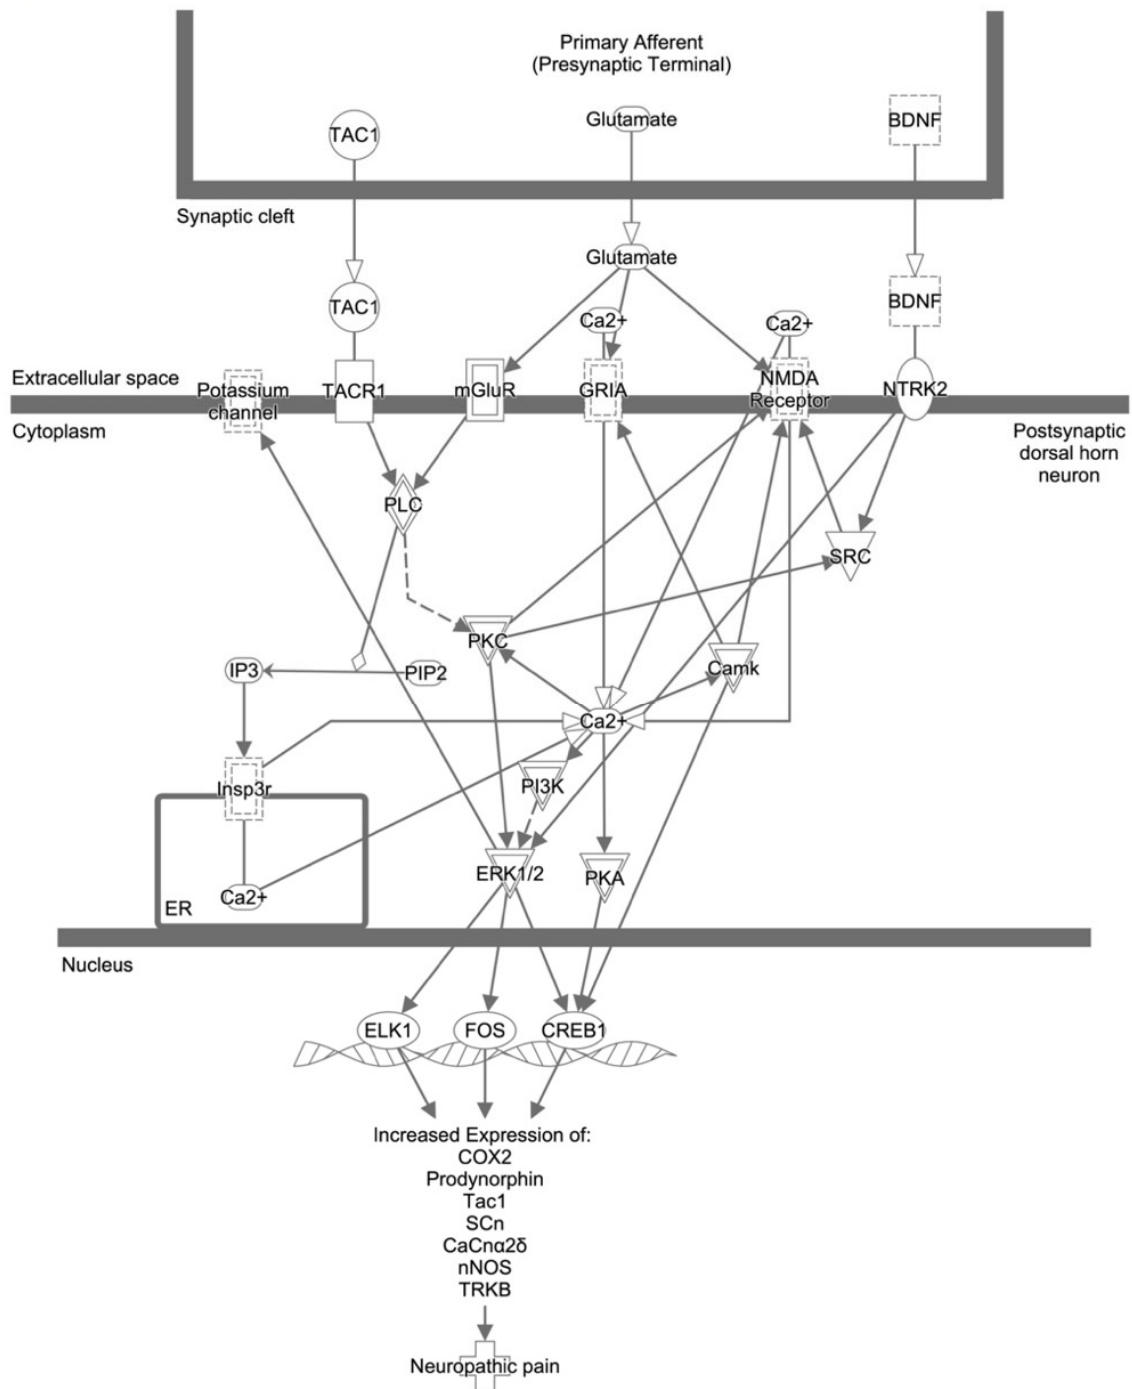 Primary Afferent
(Presynaptic Terminal)
TAC1
Glutamate
BDNF
Synaptic cleft
Glutamate
TAC1
BDNF
Ca2+
Ca2+
Extracellular space
Potassium
channel
TACR1
mGluR
GRIA
NMDA
Receptor
NTRK2
Cytoplasm
Postsynaptic
dorsal horn
neuron
PLC
SRC
PKC
IP3
PIP2
Camk
Ca2+
Insp3r
PI3K
ERK1/2
PKA
Ca2+
ER
Nucleus
ELK1
FOS
CREB1
Increased Expression of:
COX2
Prodynorphin
Tac1
SCn
CaCnα2δ
nNOS
TRKB
Neuropathic pain